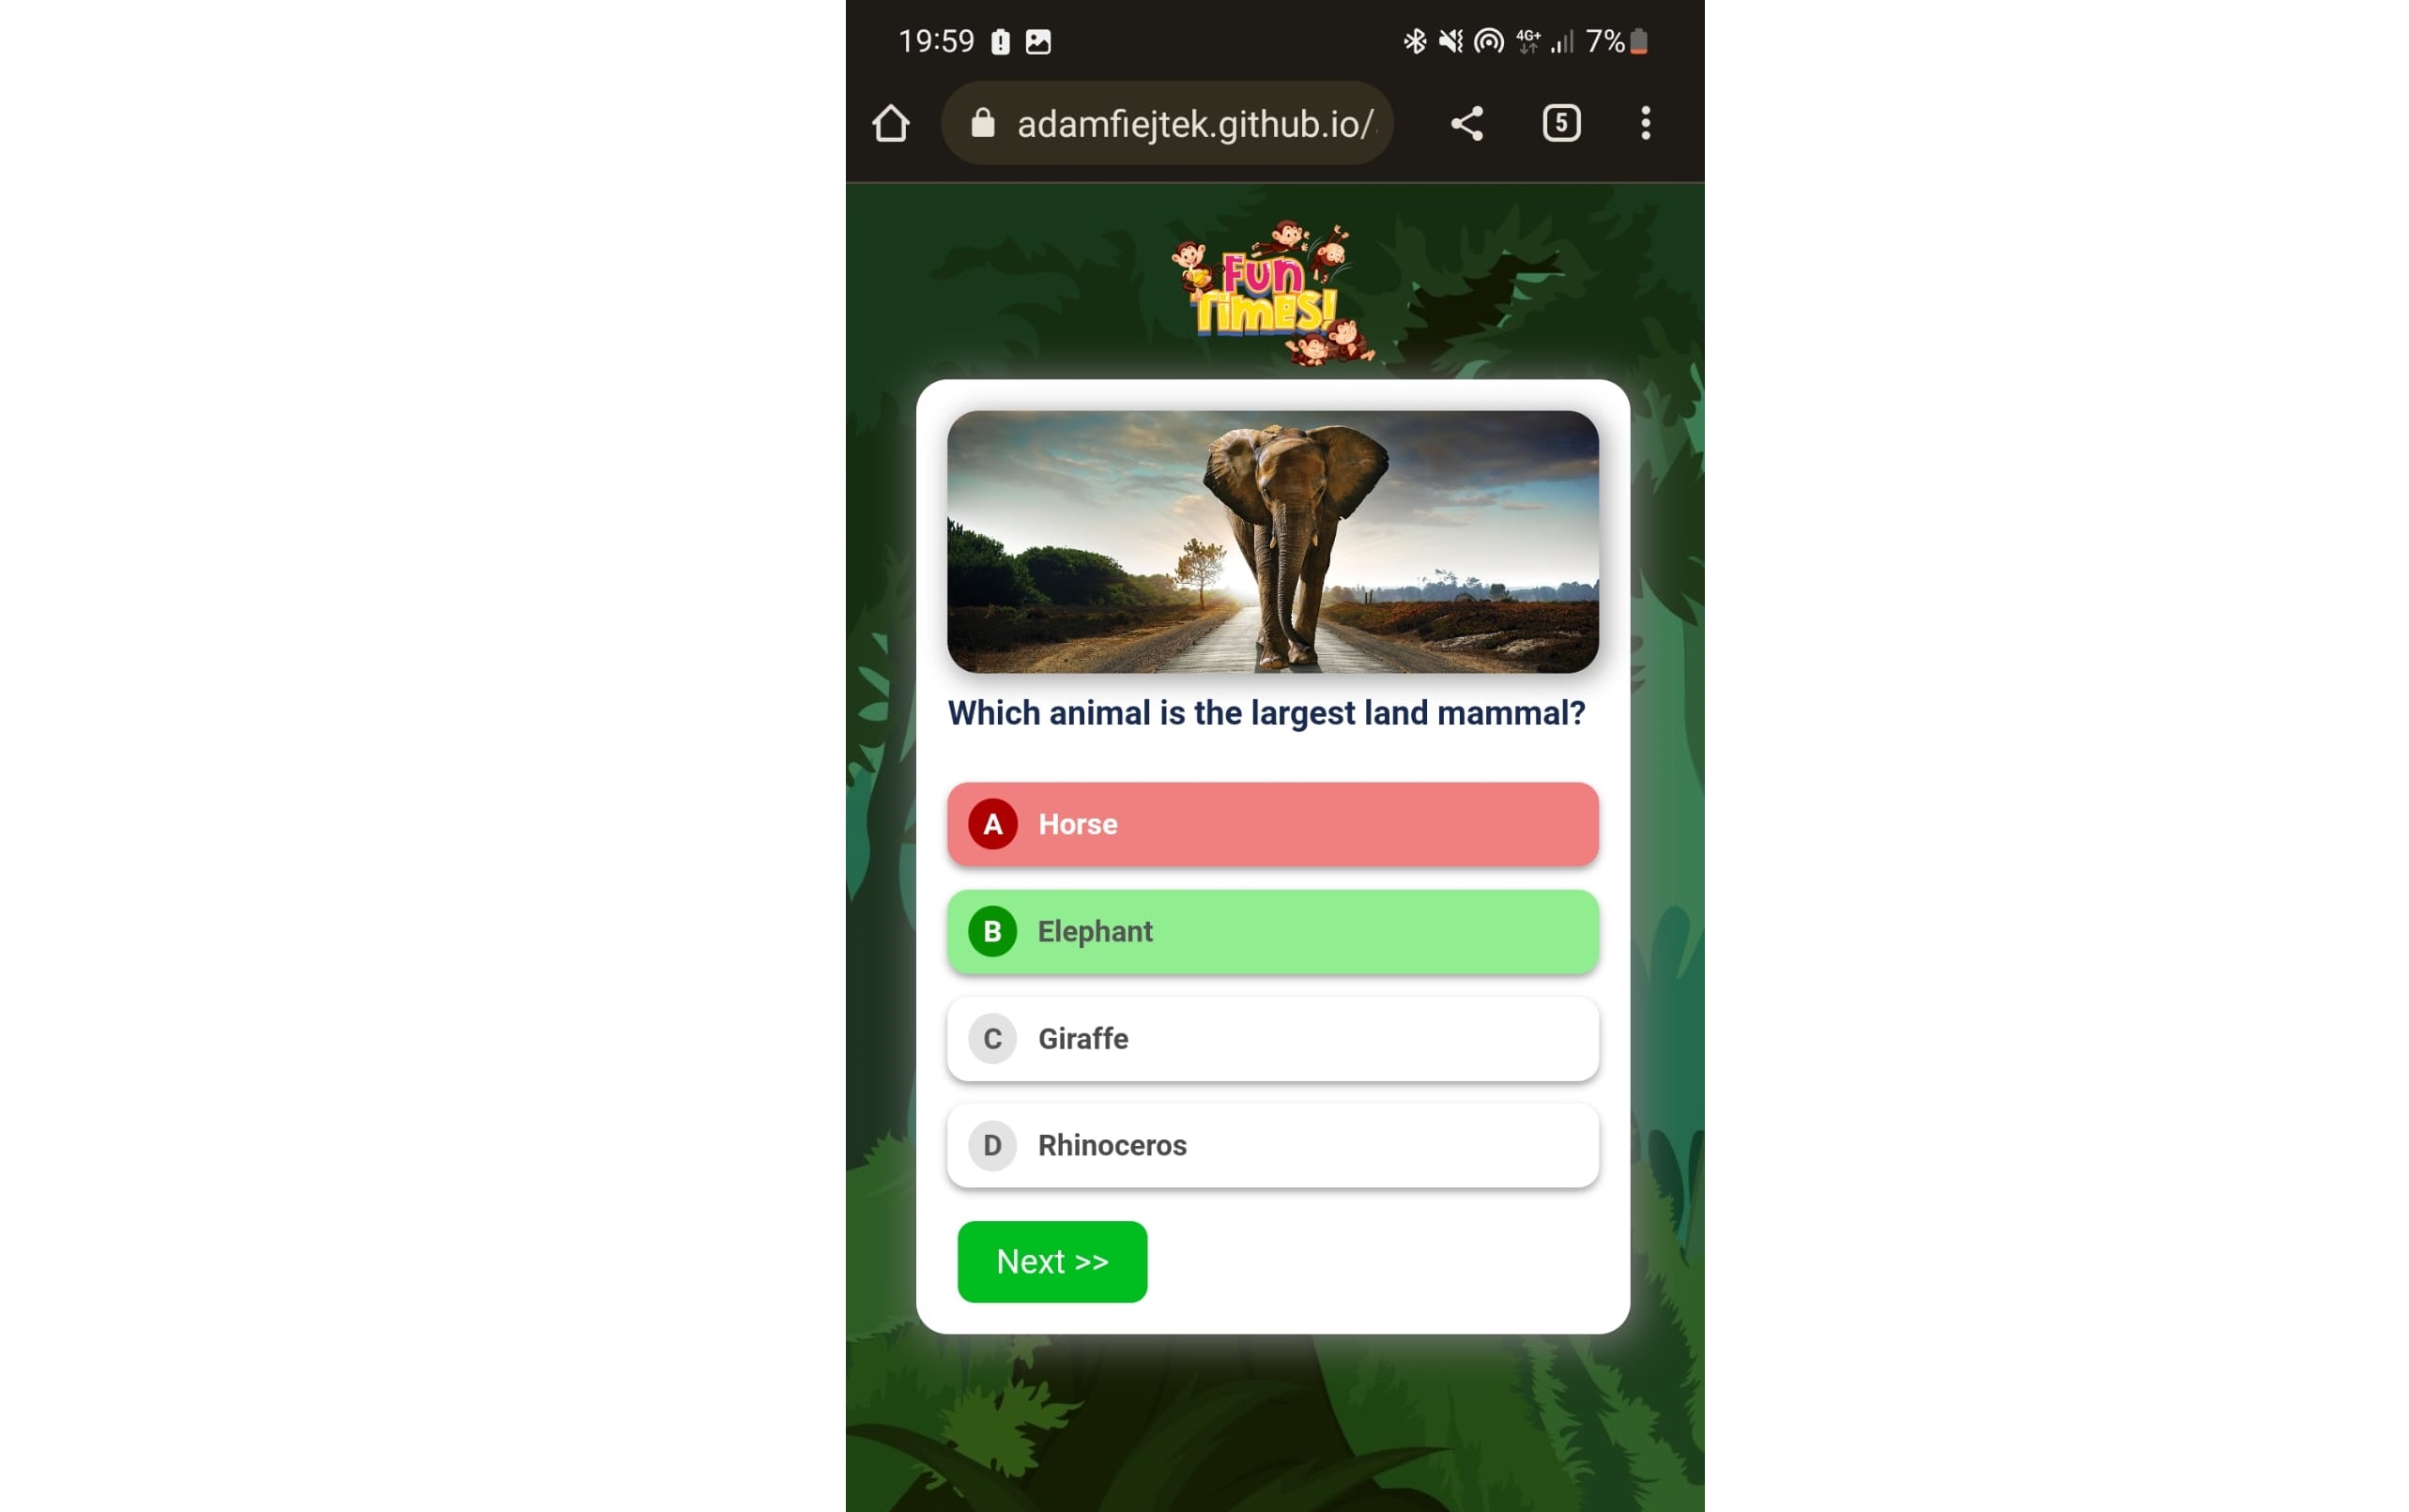 19:59
4G+ 7%
adamfiejtek.github.io/
5
Fun
Times!
Which animal is the largest land mammal?
A Horse
B Elephant
C Giraffe
D Rhinoceros
Next >>